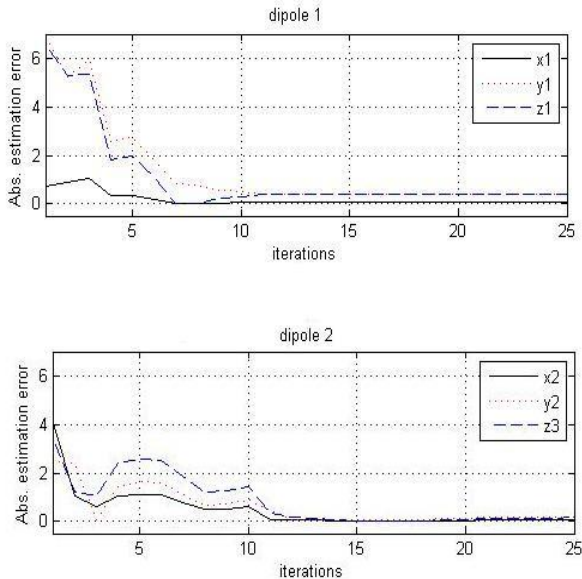 dipole 1
Abs. estimation error
6
4
2
0
x1
y1
z1
5 10 15 20 25
iterations
dipole 2
Abs. estimation error
6
4
2
0
x2
y2
z3
5 10 15 20 25
iterations